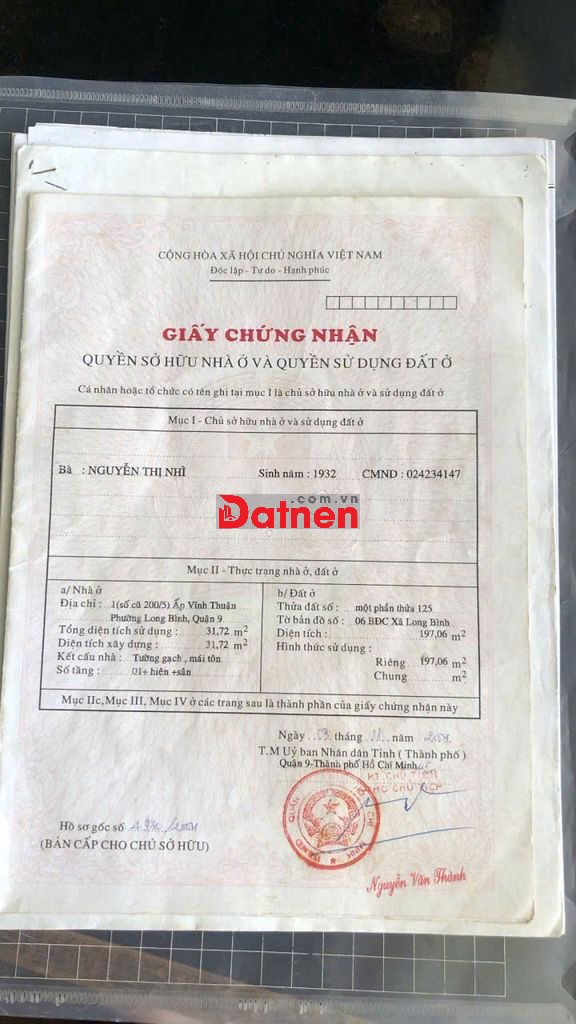 CỘNG HÒA XÃ HỘI CHỦ NGHĨA VIỆT NAM
Độc lập - Tự do - Hạnh phúc
GIẤY CHỨNG NHẬN
QUYỀN SỞ HỮU NHÀ Ở VÀ QUYỀN SỬ DỤNG ĐẤT Ở
Cá nhân hoặc tổ chức có tên ghi tại mục I là chủ sở hữu nhà ở và sử dụng đất ở
Mục I - Chủ sở hữu nhà ở và sử dụng đất ở
Bà : NGUYỄN THỊ NHÌ Sinh năm : 1932 CMND : 024234147
Datnen .com.vn
Mục II - Thực trạng nhà ở, đất ở
a/ Nhà ở
Địa chỉ : 1(số cũ 200/5) Ấp Vĩnh Thuận
Phường Long Bình, Quận 9
Tổng diện tích sử dụng : 31,72 m2
Diện tích xây dựng : 31,72 m2
Kết cấu nhà : Tường gạch , mái tôn
Số tầng : 01+ hiên +sân
b/ Đất ở
Thửa đất số : một phần thửa 125
Tờ bản đồ số : 06 BĐC Xã Long Bình
Diện tích : 197,06 m2
Hình thức sử dụng :
Riêng 197,06 m2
Chung m2
Mục IIc,Mục III, Mục IV ở các trang sau là thành phần của giấy chứng nhận này
Ngày 03 tháng 11 năm
T.M Uỷ ban Nhân dân Tỉnh ( Thành phố )
Quận 9-Thành phố Hồ Chí Minh
KT. CHỦ TỊCH
PHÓ CHỦ TỊCH
Hồ sơ gốc số
(BẢN CẤP CHO CHỦ SỞ HỮU)
Nguyễn Văn Thành